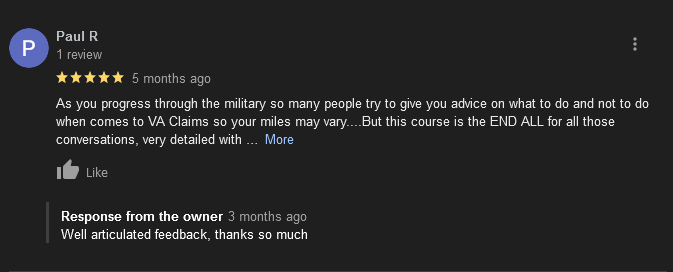 P
Paul R
1 review
5 months ago
As you progress through the military so many people try to give you advice on what to do and not to do
when comes to VA Claims so your miles may vary....But this course is the END ALL for all those
conversations, very detailed with ... More
Like
Response from the owner 3 months ago
Well articulated feedback, thanks so much